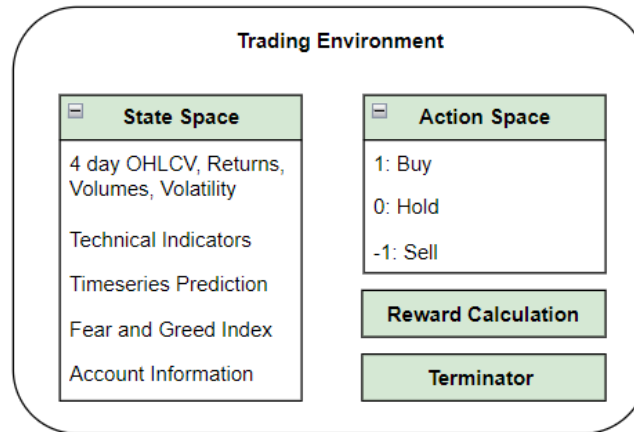 Trading Environment
State Space
4 day OHLCV, Returns,
Volumes, Volatility
Technical Indicators
Timeseries Prediction
Fear and Greed Index
Account Information
Action Space
1: Buy
0: Hold
-1: Sell
Reward Calculation
Terminator